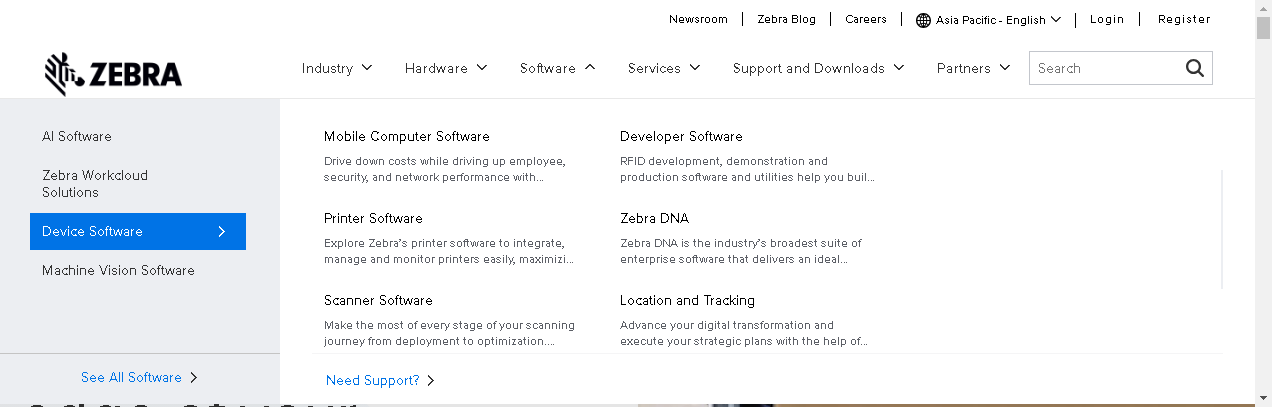 Newsroom
Zebra Blog
Careers
Asia Pacific - English
Login
Register
ZEBRA
Industry
Hardware
Software
Services
Support and Downloads
Partners
Search
AI Software
Zebra Workcloud
Solutions
Device Software
Machine Vision Software
See All Software
Mobile Computer Software
Drive down costs while driving up employee,
security, and network performance with...
Developer Software
RFID development, demonstration and
production software and utilities help you buil...
Printer Software
Explore Zebra's printer software to integrate,
manage and monitor printers easily, maximizi...
Zebra DNA
Zebra DNA is the industry's broadest suite of
enterprise software that delivers an ideal...
Scanner Software
Make the most of every stage of your scanning
journey from deployment to optimization....
Location and Tracking
Advance your digital transformation and
execute your strategic plans with the help of...
Need Support?